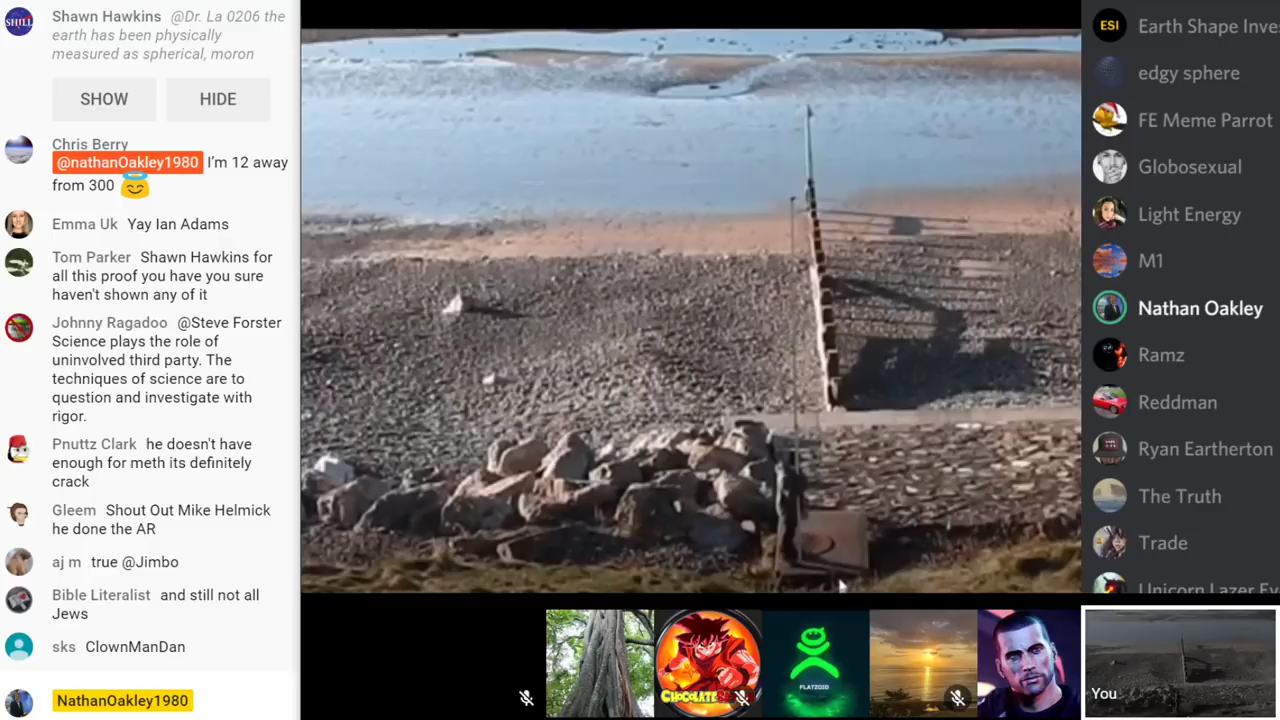 SHILL
Shawn Hawkins @Dr. La 0206 the
earth has been physically
measured as spherical, moron
SHOW
HIDE
Chris Berry
@nathanOakley1980 I'm 12 away
from 300
Emma Uk Yay Ian Adams
Tom Parker Shawn Hawkins for
all this proof you have you sure
haven't shown any of it
Johnny Ragadoo @Steve Forster
Science plays the role of
uninvolved third party. The
techniques of science are to
question and investigate with
rigor.
Pnuttz Clark he doesn't have
enough for meth its definitely
crack
Gleem Shout Out Mike Helmick
he done the AR
aj m true @Jimbo
Bible Literalist and still not all
Jews
sks ClownManDan
NathanOakley1980
FLATZOID
You
ESI
Earth Shape Inve
edgy sphere
FE Meme Parrot
Globosexual
Light Energy
M1
Nathan Oakley
Ramz
Reddman
Ryan Eartherton
The Truth
Trade
Unicorn Lazer Ey